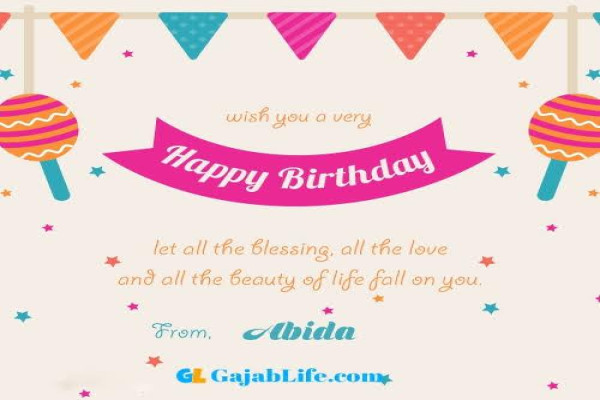 wish you a very
Happy Birthday
let all the blessing, all the love
and all the beauty of life fall on you.
From, Abida
GL GajabLife.com